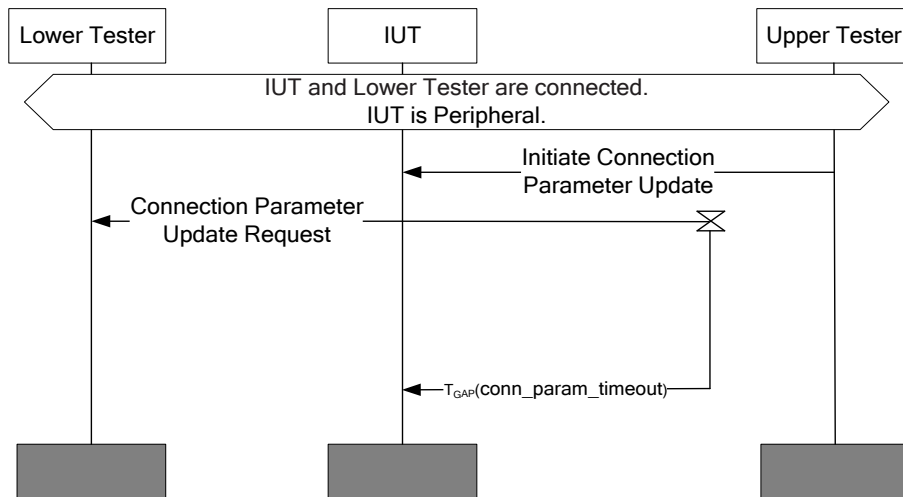 Lower Tester
IUT
Upper Tester
IUT and Lower Tester are connected.
IUT is Peripheral.
Initiate Connection
Parameter Update
Connection Parameter
Update Request
TGAP(conn_param_timeout)